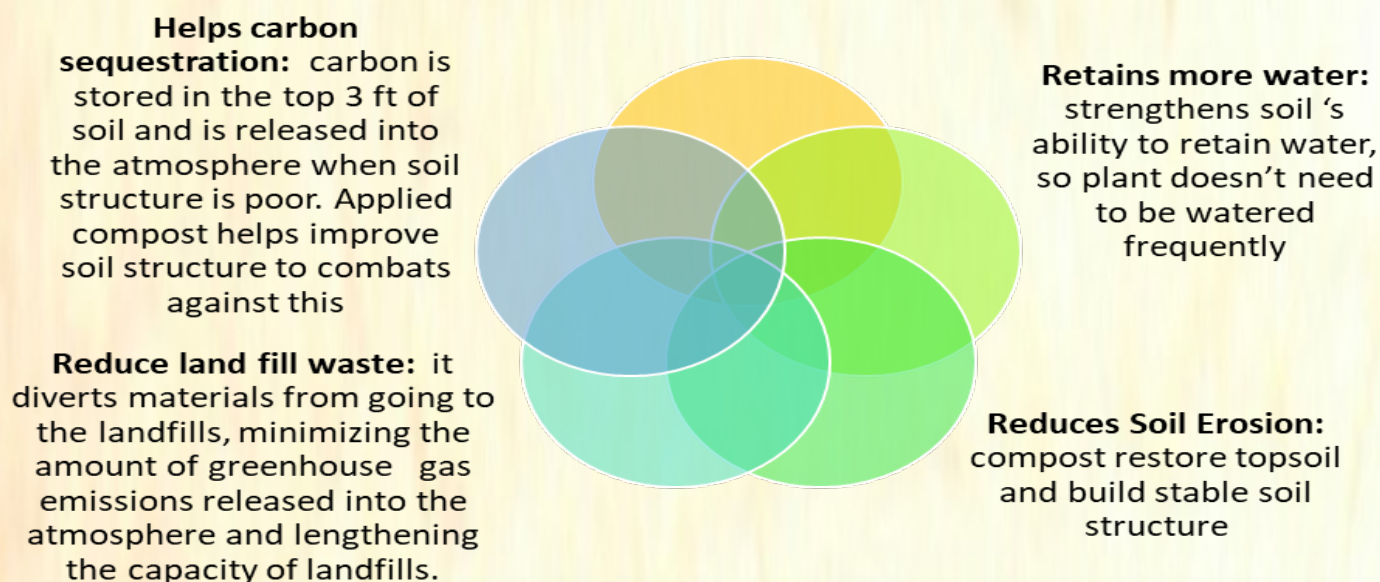 Helps carbon
sequestration: carbon is
stored in the top 3 ft of
soil and is released into
the atmosphere when soil
structure is poor. Applied
compost helps improve
soil structure to combats
against this
Reduce land fill waste: it
diverts materials from going to
the landfills, minimizing the
amount of greenhouse gas
emissions released into the
atmosphere and lengthening
the capacity of landfills.
Retains more water:
strengthens soil ‘s
ability to retain water,
so plant doesn’t need
to be watered
frequently
Reduces Soil Erosion:
compost restore topsoil
and build stable soil
structure